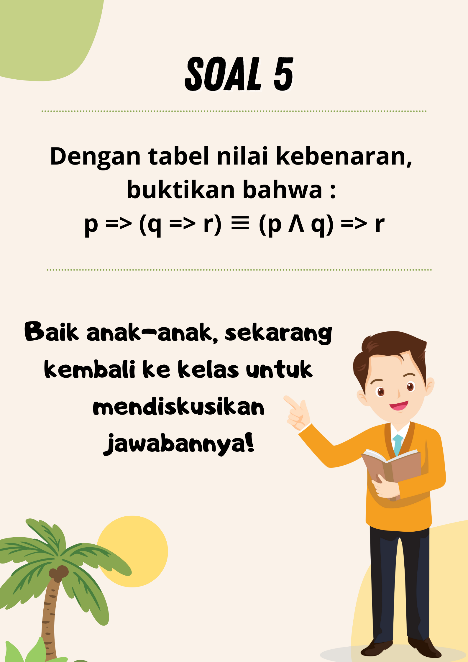 SOAL 5
Dengan tabel nilai kebenaran,
buktikan bahwa :
p => (q => r) ≡ (p Λ q) => r
Baik anak-anak, sekarang
kembali ke kelas untuk
mendiskusikan
jawabannya!